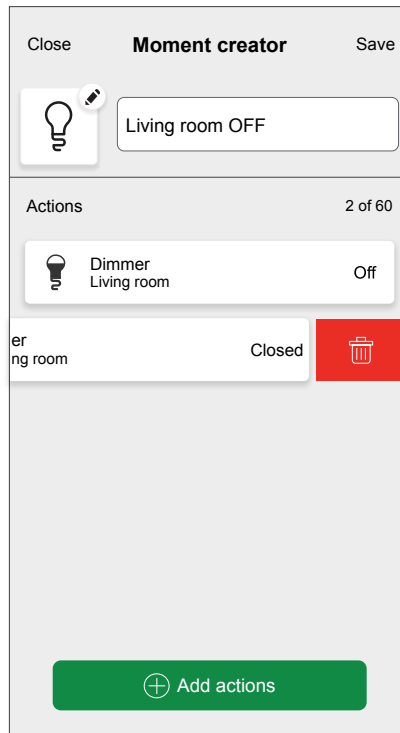 Close Moment creator Save
Living room OFF
Actions 2 of 60
Dimmer
Living room
Off
er
ng room
Closed
Add actions